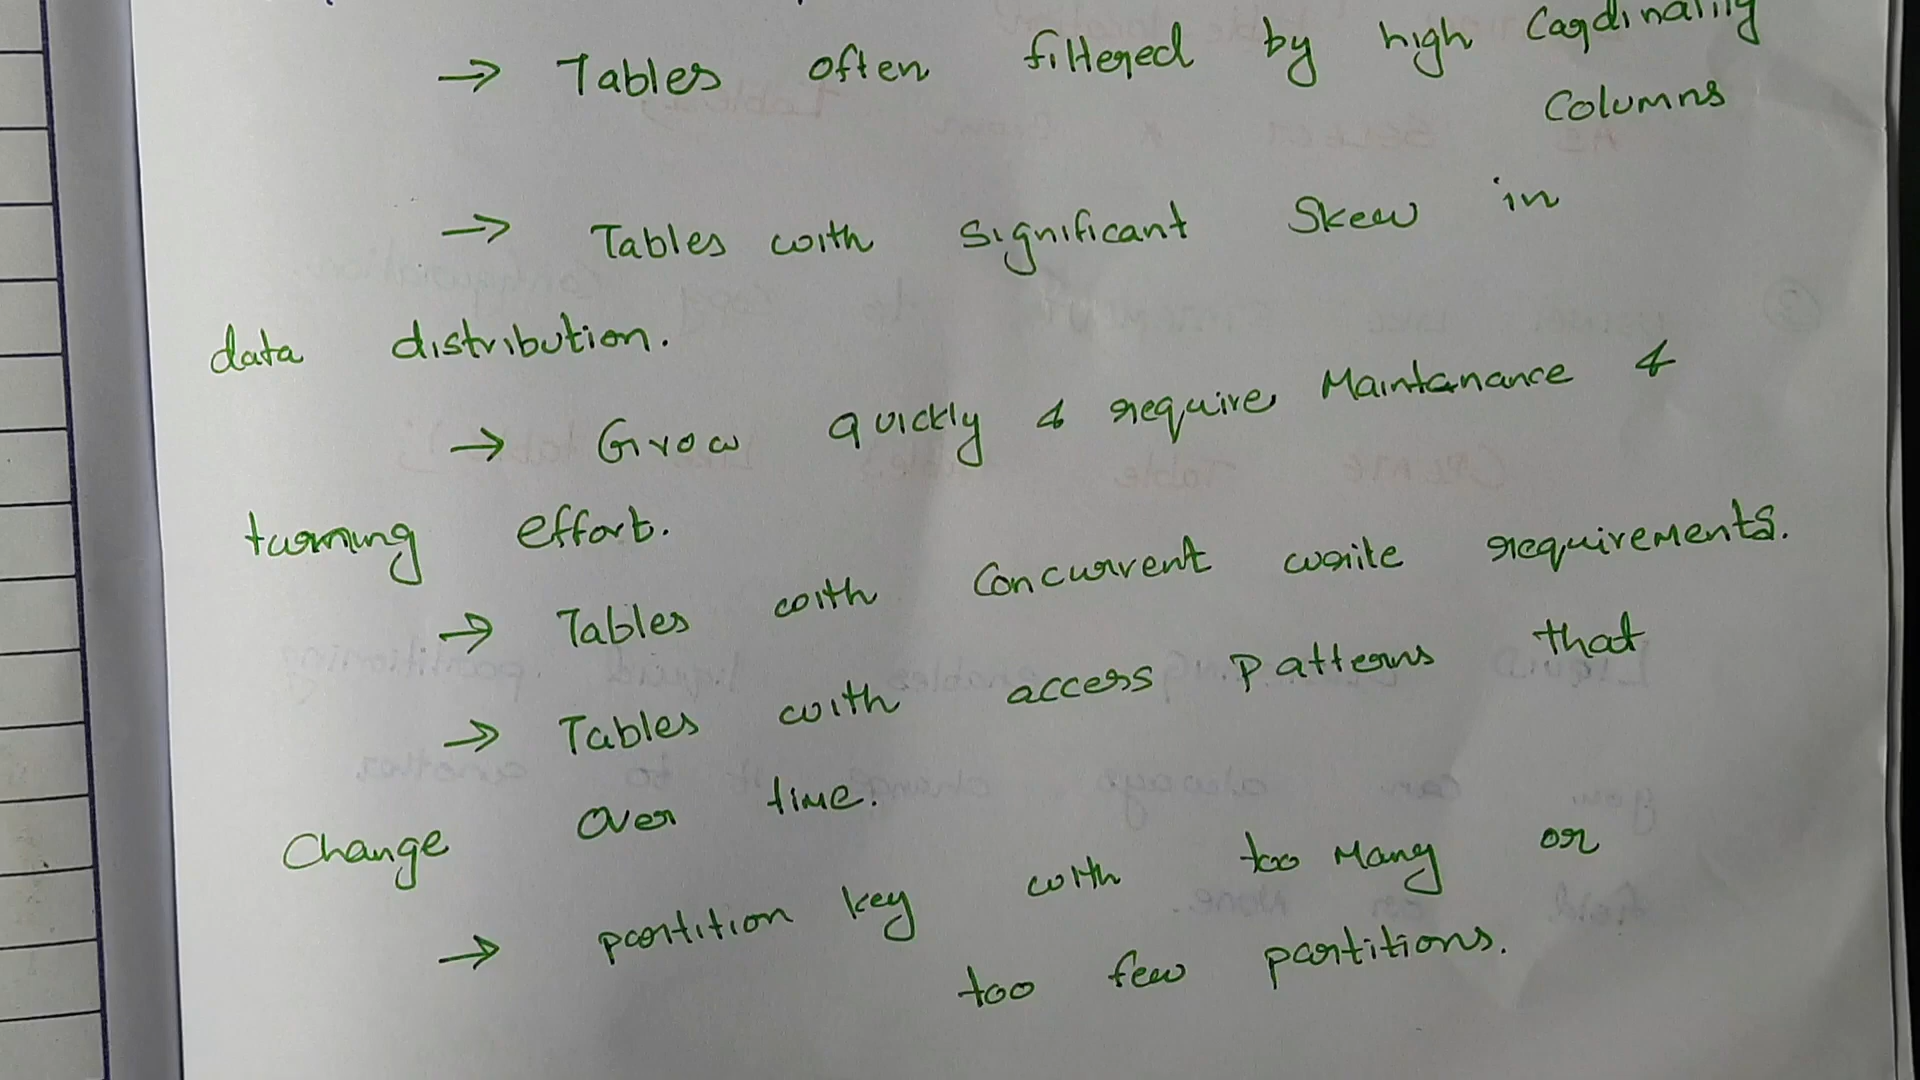 → Tables often filtered by high Cardinality
Columns
→ Tables with Significant Skew in
data distribution.
→ Grow quickly & require Maintanance &
turning effort.
→ Tables with Concurrent write requirements.
→ Tables with access Patterns that
Change Over time.
→ partition key with too Many or
too few partitions.